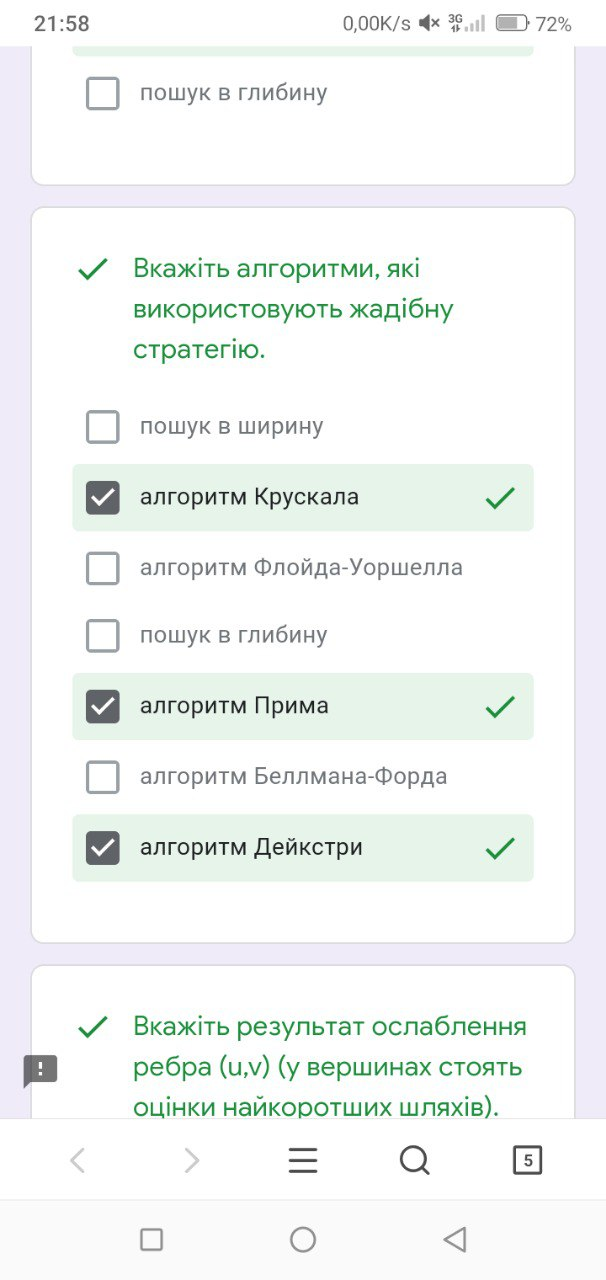 21:58
0,00K/s 3G 72%
пошук в глибину
Вкажіть алгоритми, які
використовують жадібну
стратегію.
пошук в ширину
алгоритм Крускала
алгоритм Флойда-Уоршелла
пошук в глибину
алгоритм Прима
алгоритм Беллмана-Форда
алгоритм Дейкстри
Вкажіть результат ослаблення
ребра (u,v) (у вершинах стоять
оцінки найкоротших шляхів).
!
5